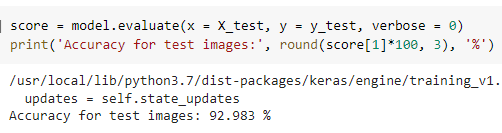 score = model.evaluate(x = X_test, y = y_test, verbose = 0)
print('Accuracy for test images:', round(score[1]*100, 3), '%')
/usr/local/lib/python3.7/dist-packages/keras/engine/training_v1.
  updates = self.state_updates
Accuracy for test images: 92.983 %